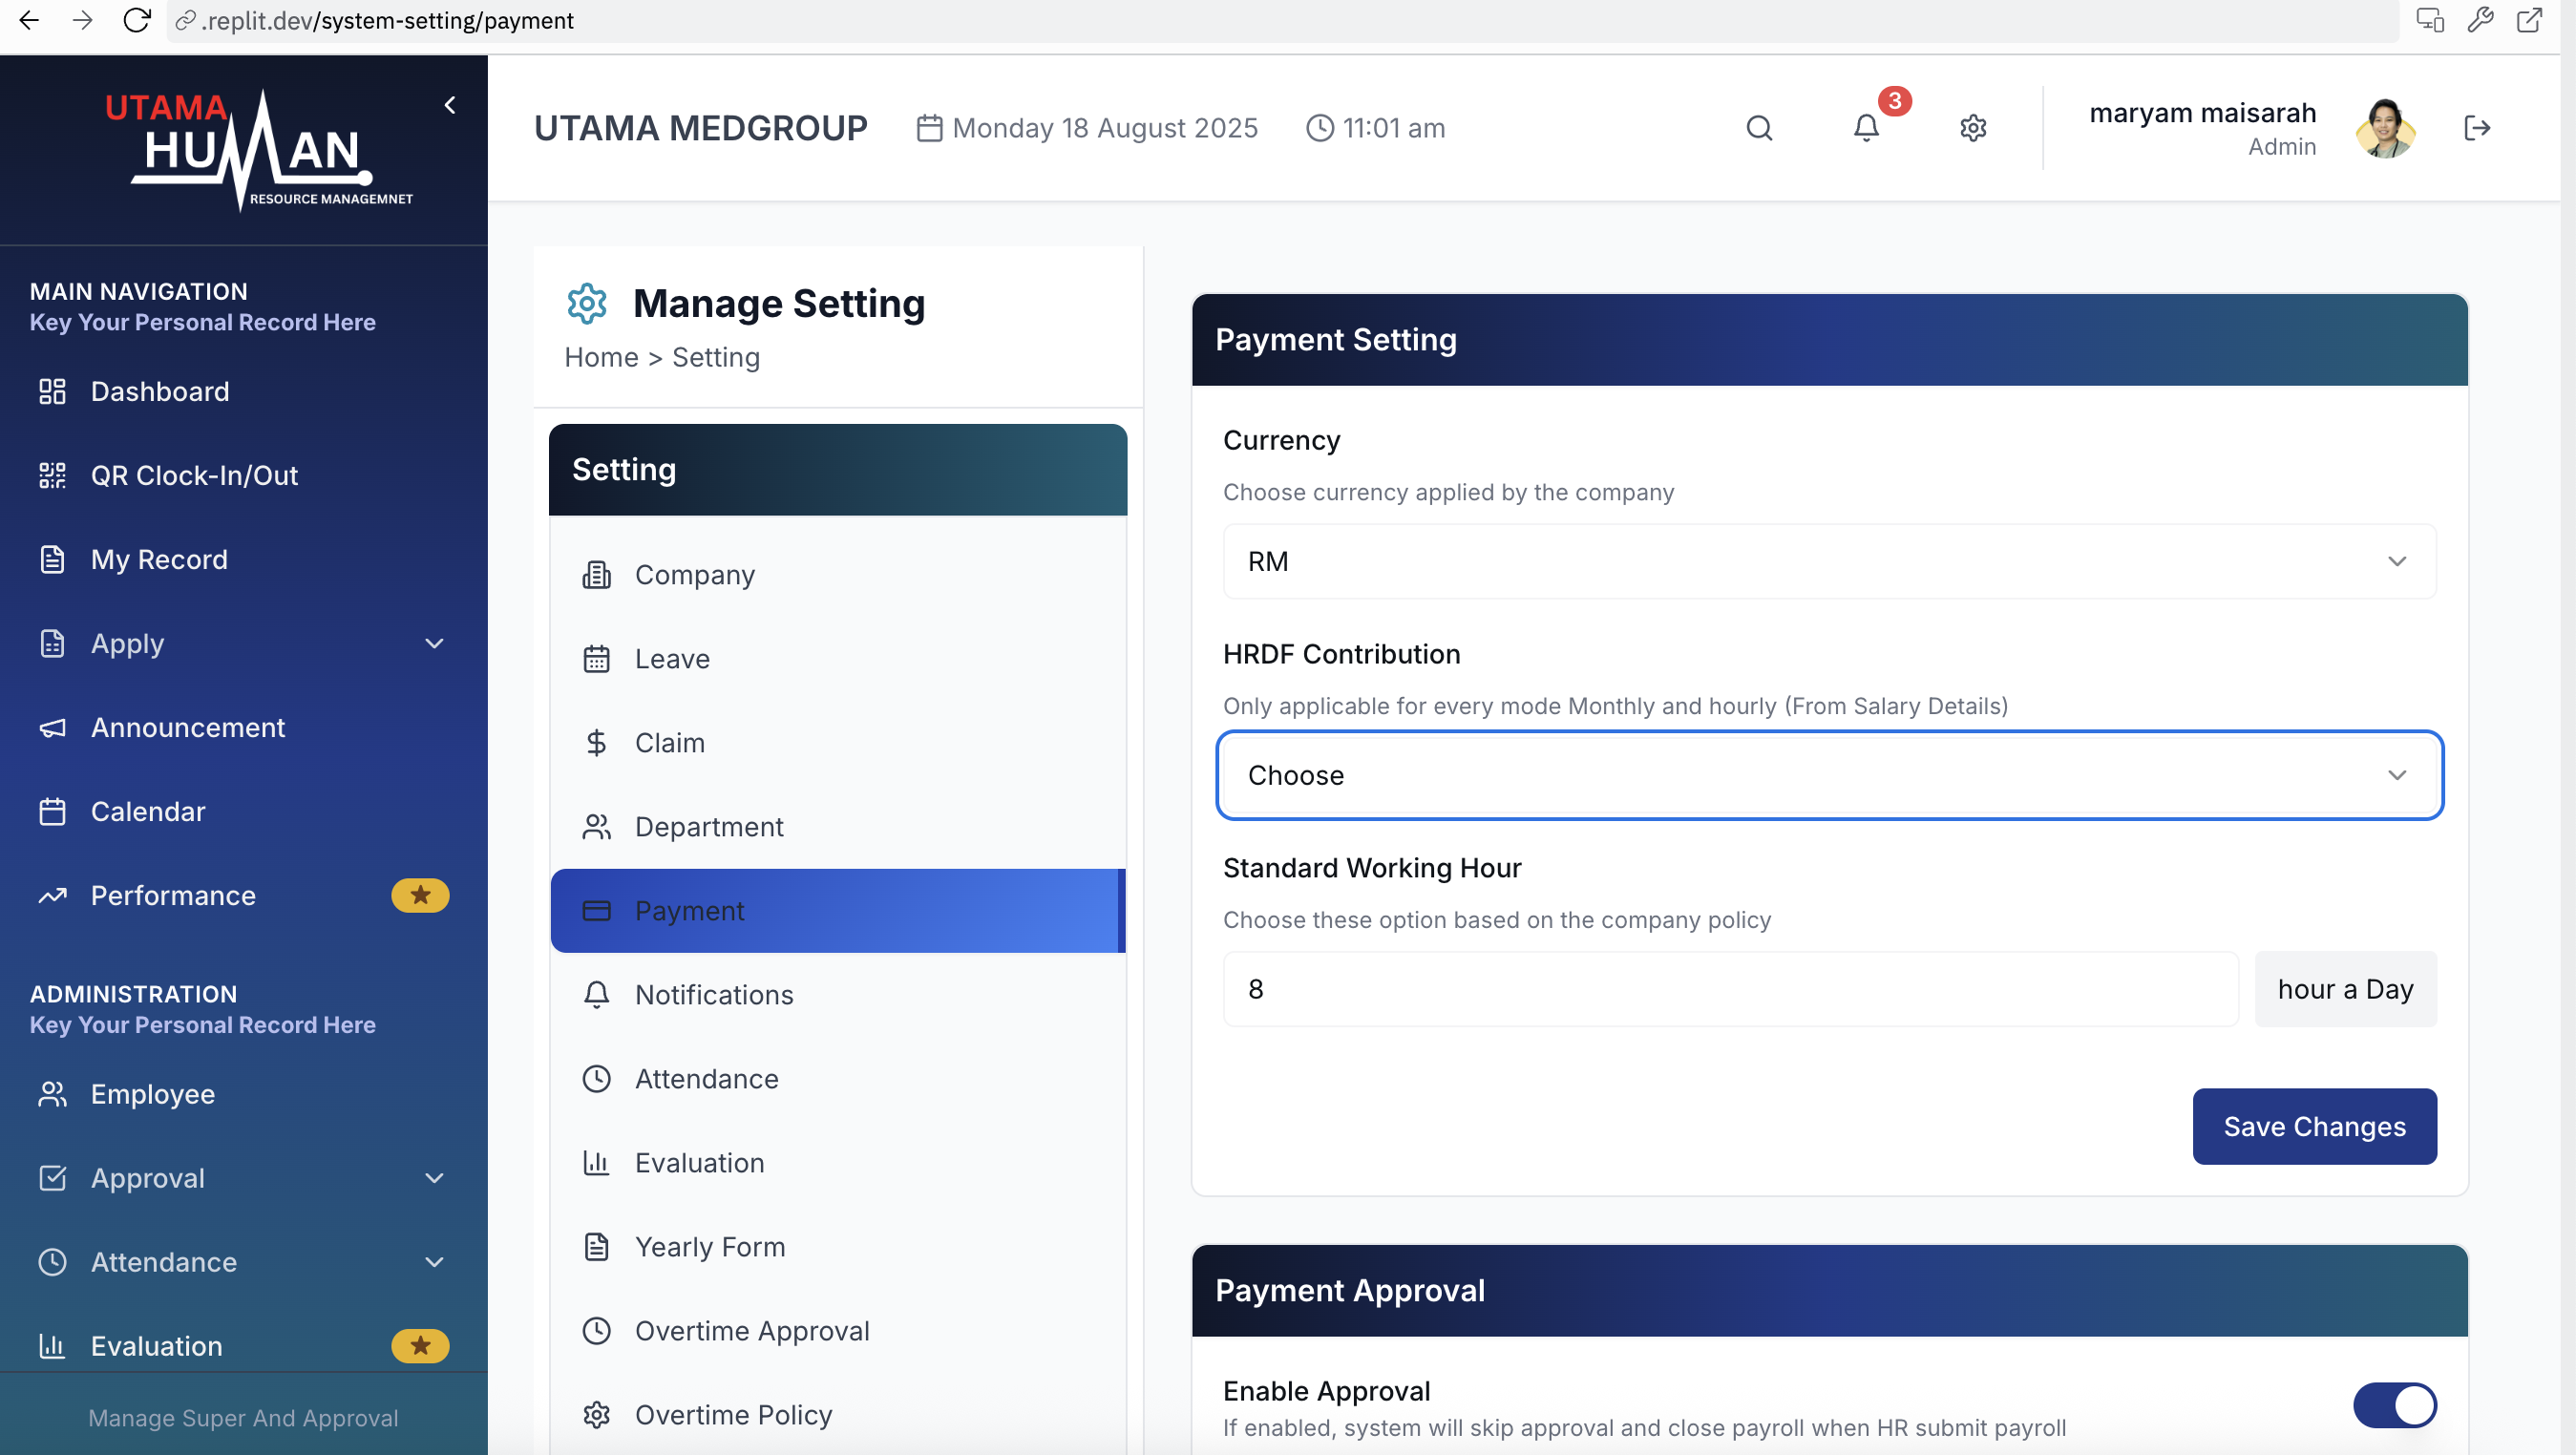 .replit.dev/system-setting/payment
UTAMA
HUMAN
RESOURCE MANAGEMNET
UTAMA MEDGROUP
Monday 18 August 2025
11:01 am
3
maryam maisarah
Admin
MAIN NAVIGATION
Key Your Personal Record Here
Dashboard
QR Clock-In/Out
My Record
Apply
Announcement
Calendar
Performance
ADMINISTRATION
Key Your Personal Record Here
Employee
Approval
Attendance
Evaluation
Manage Super And Approval
Manage Setting
Home > Setting
Setting
Company
Leave
Claim
Department
Payment
Notifications
Attendance
Evaluation
Yearly Form
Overtime Approval
Overtime Policy
Payment Setting
Currency
Choose currency applied by the company
RM
HRDF Contribution
Only applicable for every mode Monthly and hourly (From Salary Details)
Choose
Standard Working Hour
Choose these option based on the company policy
8
hour a Day
Save Changes
Payment Approval
Enable Approval
If enabled, system will skip approval and close payroll when HR submit payroll